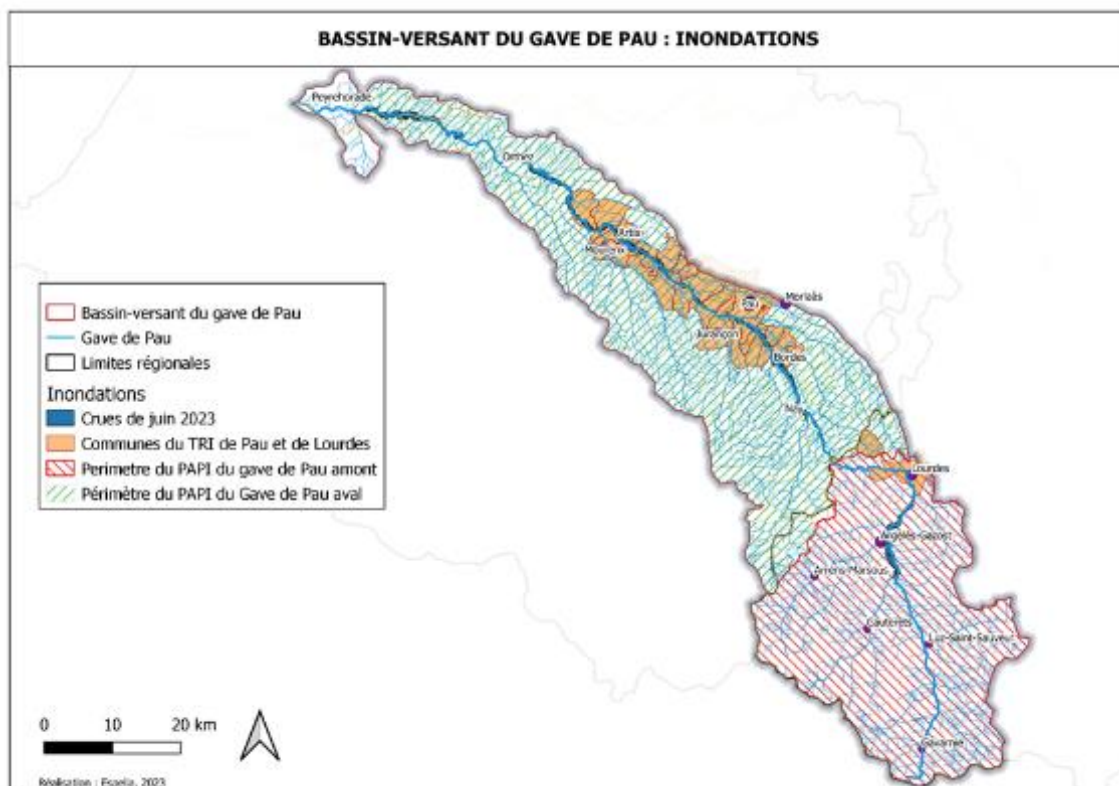 BASSIN-VERSANT DU GAVE DE PAU : INONDATIONS
Peyrehorade
Orthez
Artix
Mourenx
Pau
Morlaàs
Jurançon
Bordes
Nay
Bassin-versant du gave de Pau
Gave de Pau
Limites régionales
Inondations
Crues de juin 2023
Communes du TRI de Pau et de Lourdes
Perimetre du PAPI du gave de Pau amont
Périmètre du PAPI du Gave de Pau aval
Lourdes
Argelès-Gazost
Arrens-Marsous
Cauterets
Luz-Saint-Sauveur
Gavarnie
0 10 20 km
Réalisation : 2023